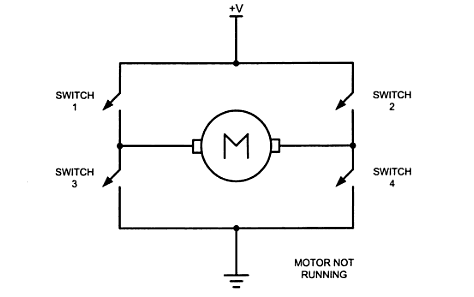 +V
SWITCH
1
SWITCH
2
M
SWITCH
3
SWITCH
4
MOTOR NOT
RUNNING